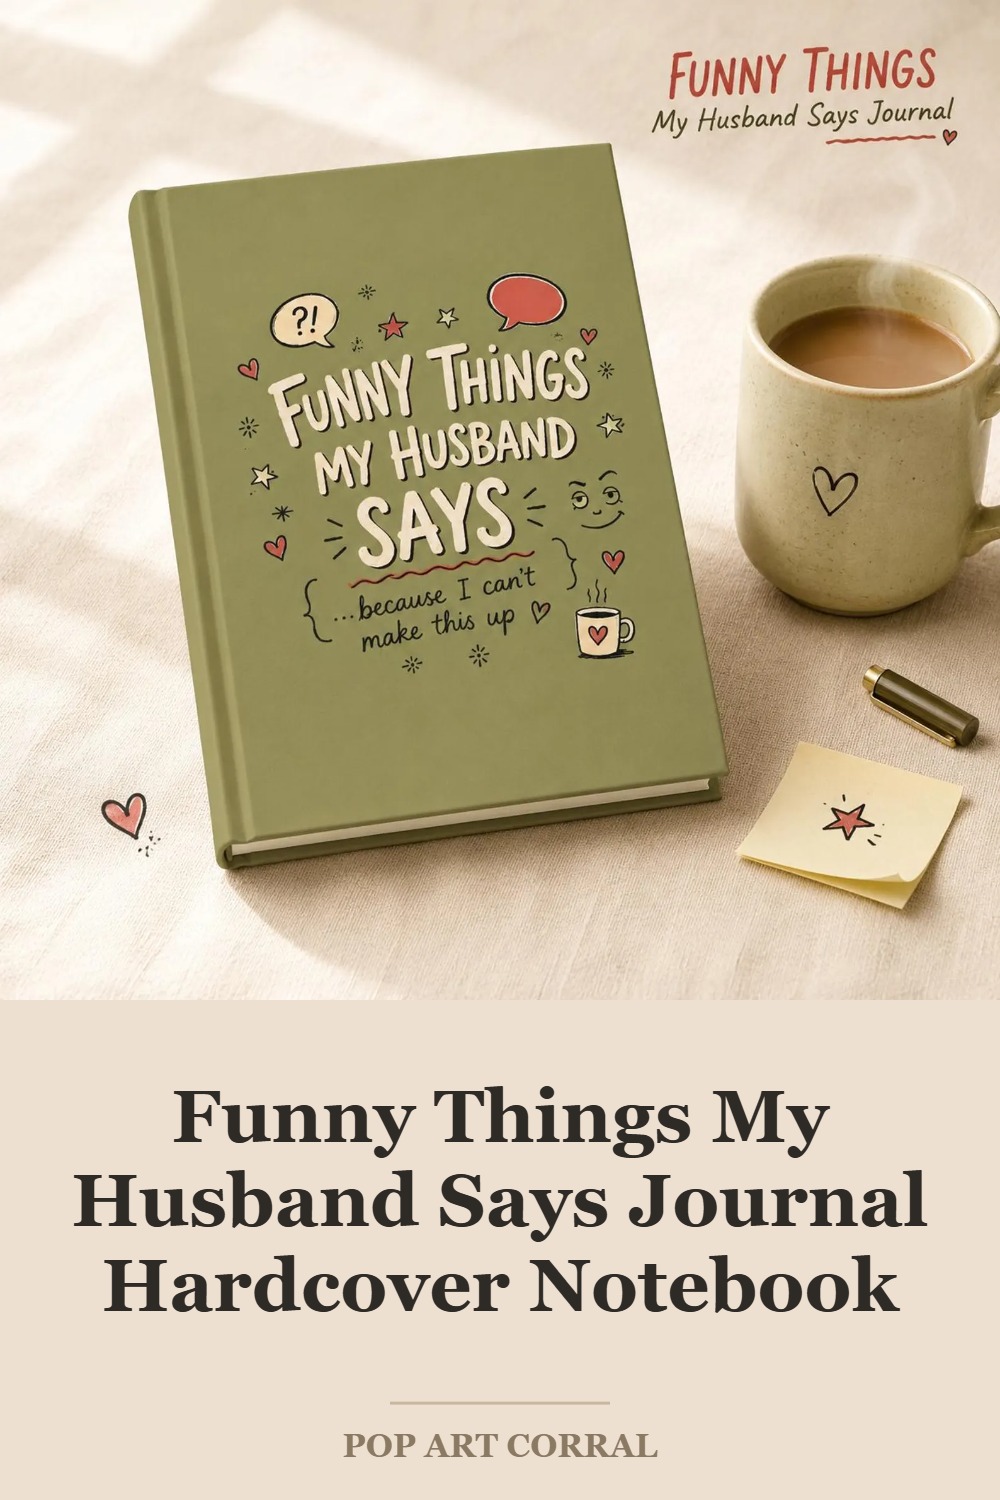 FUNNY THINGS
My Husband Says Journal
?!
FUNNY THINGS
MY HUSBAND
SAYS
...because I can't
make this up
Funny Things My
Husband Says Journal
Hardcover Notebook
POP ART CORRAL